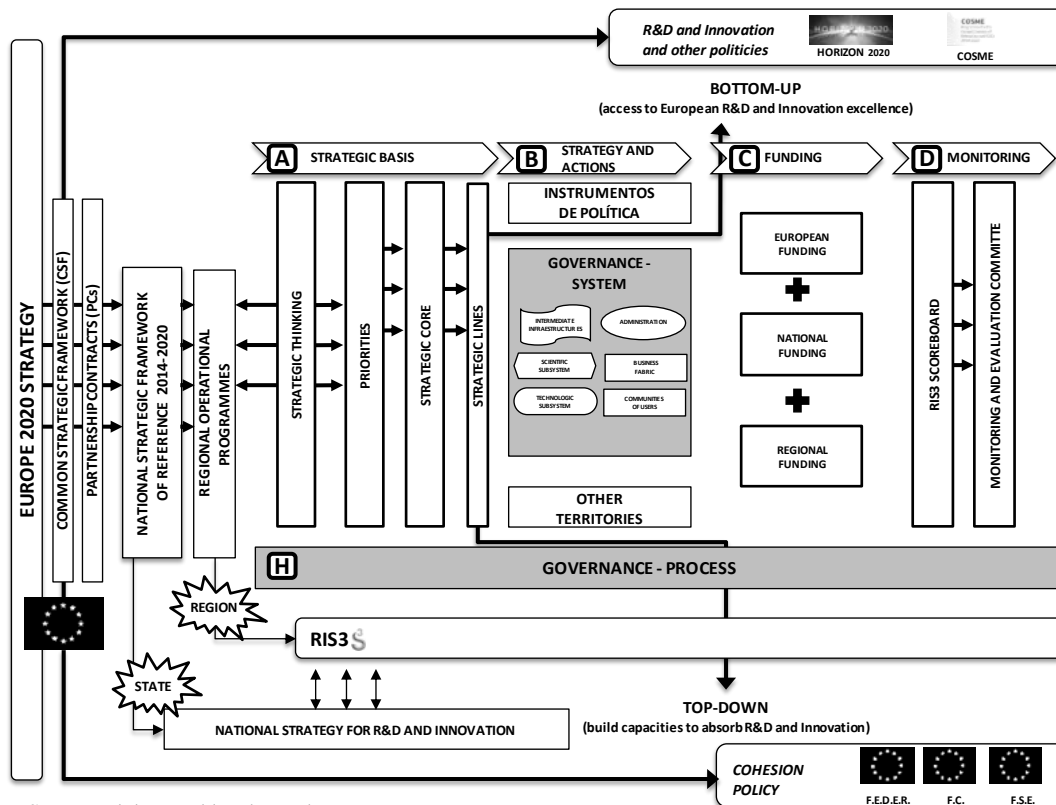 R&D and Innovation
and other politicies
HORIZON 2020
COSME
COSME
BOTTOM-UP
(access to European R&D and Innovation excellence)
A STRATEGIC BASIS
B STRATEGY AND
ACTIONS
C FUNDING
D MONITORING
EUROPE 2020 STRATEGY
COMMON STRATEGIC FRAMEWORK (CSF)
PARTNERSHIP CONTRACTS (PCs)
NATIONAL STRATEGIC FRAMEWORK
OF REFERENCE 2014-2020
REGIONAL OPERATIONAL
PROGRAMMES
STRATEGIC THINKING
PRIORITIES
STRATEGIC CORE
STRATEGIC LINES
INSTRUMENTOS
DE POLÍTICA
GOVERNANCE -
SYSTEM
INTERMEDIATE
INFRAESTRUCTURES
ADMINISTRATION
SCIENTIFIC
SUBSYSTEM
BUSINESS
FABRIC
TECHNOLOGIC
SUBSYSTEM
COMMUNITIES
OF USERS
OTHER
TERRITORIES
EUROPEAN
FUNDING
NATIONAL
FUNDING
REGIONAL
FUNDING
RIS3 SCOREBOARD
MONITORING AND EVALUATION COMMITTE
H GOVERNANCE - PROCESS
REGION
RIS3 S
STATE
NATIONAL STRATEGY FOR R&D AND INNOVATION
TOP-DOWN
(build capacities to absorb R&D and Innovation)
COHESION
POLICY
F.E.D.E.R.
F.C.
F.S.E.